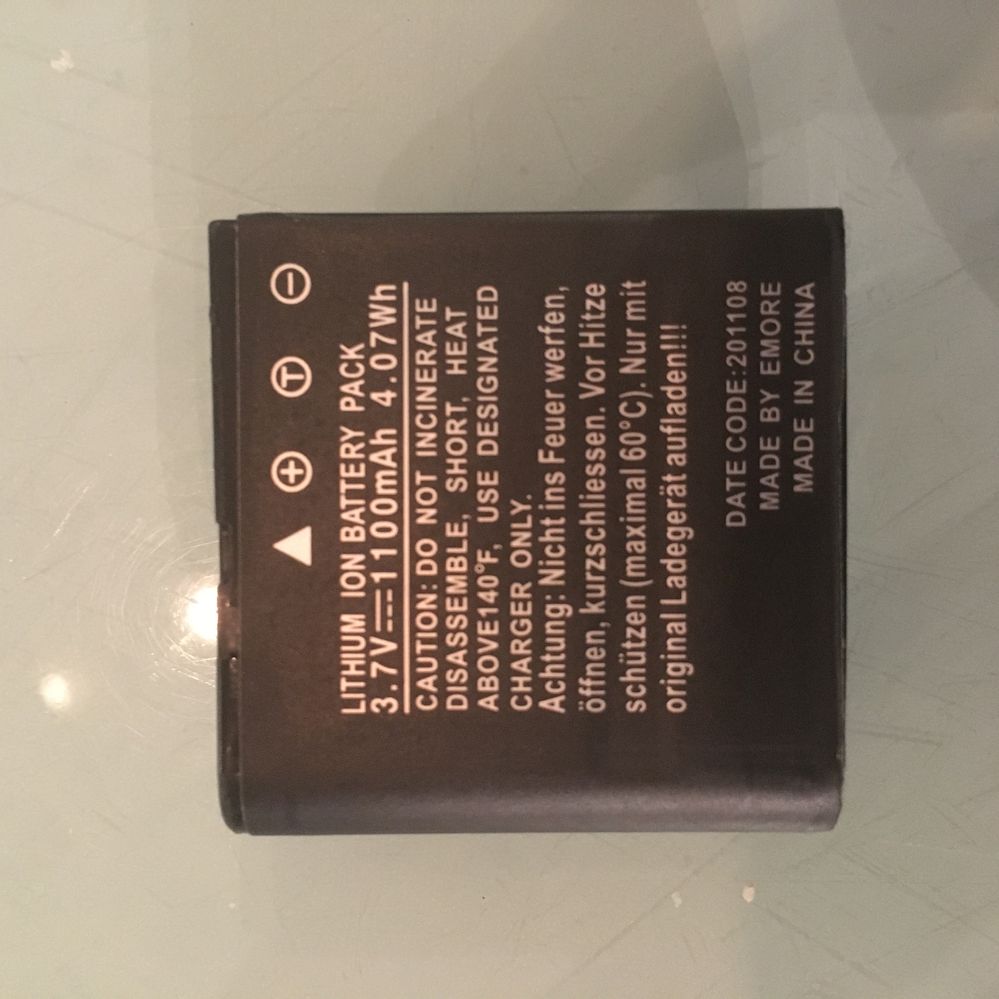 LITHIUM ION BATTERY PACK
3.7V⎓1100mAh 4.07Wh
CAUTION: DO NOT INCINERATE
DISASSEMBLE, SHORT, HEAT
ABOVE140°F, USE DESIGNATED
CHARGER ONLY.
Achtung: Nicht ins Feuer werfen,
öffnen, kurzschliessen. Vor Hitze
schützen (maximal 60°C). Nur mit
original Ladegerät aufladen!!!
DATE CODE:201108
MADE BY EMORE
MADE IN CHINA